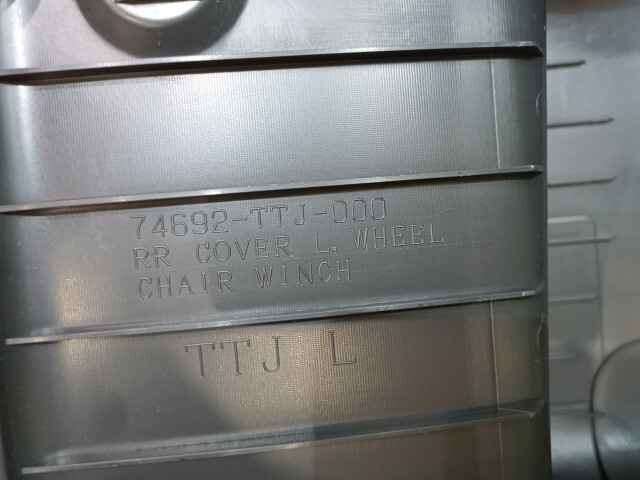 74692-TTJ-000
RR COVER L. WHEEL
CHAIR WINCH
TTJ L